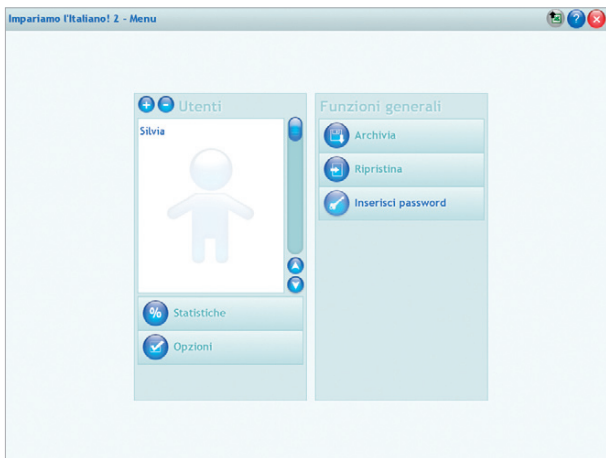 Impariamo l'Italiano! 2 - Menu
Utenti
Silvia
% Statistiche
Opzioni
Funzioni generali
Archivia
Ripristina
Inserisci password